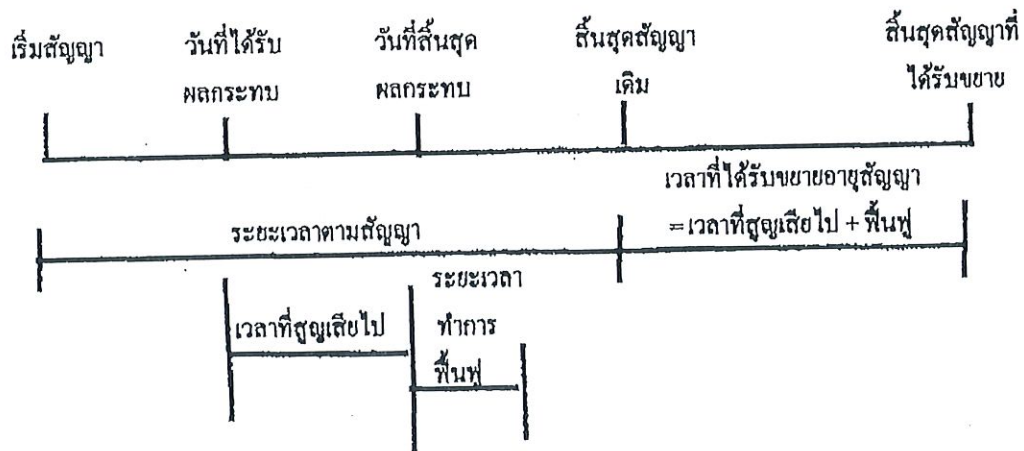 เริ่มสัญญา
วันที่ได้รับ
ผลกระทบ
วันที่สิ้นสุด
ผลกระทบ
สิ้นสุดสัญญา
เดิม
สิ้นสุดสัญญาที่
ได้รับขยาย
เวลาที่ได้รับขยายอายุสัญญา
=เวลาที่สูญเสียไป + ฟื้นฟู
ระยะเวลาตามสัญญา
เวลาที่สูญเสียไป
ระยะเวลา
ทำการ
ฟื้นฟู